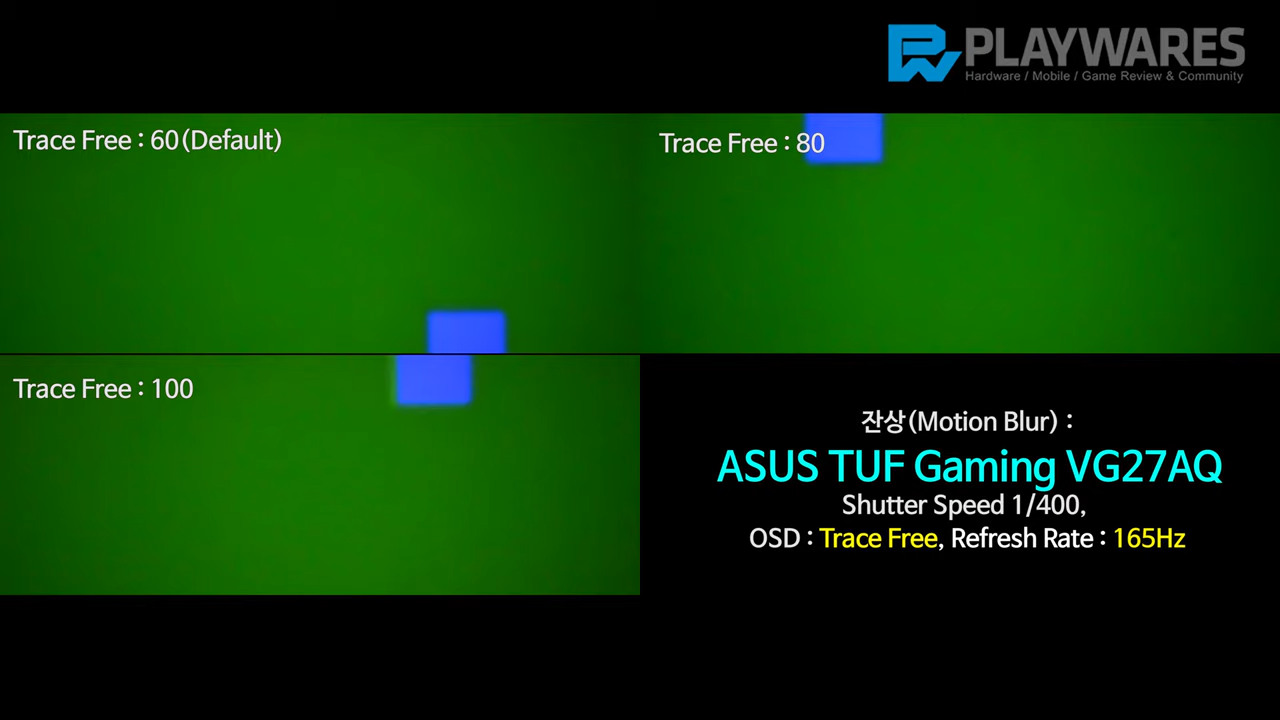 PLAYWARES
Hardware / Mobile / Game Review & Community
Trace Free : 60(Default)
Trace Free : 80
Trace Free : 100
잔상(Motion Blur) :
ASUS TUF Gaming VG27AQ
Shutter Speed 1/400,
OSD : Trace Free, Refresh Rate : 165Hz